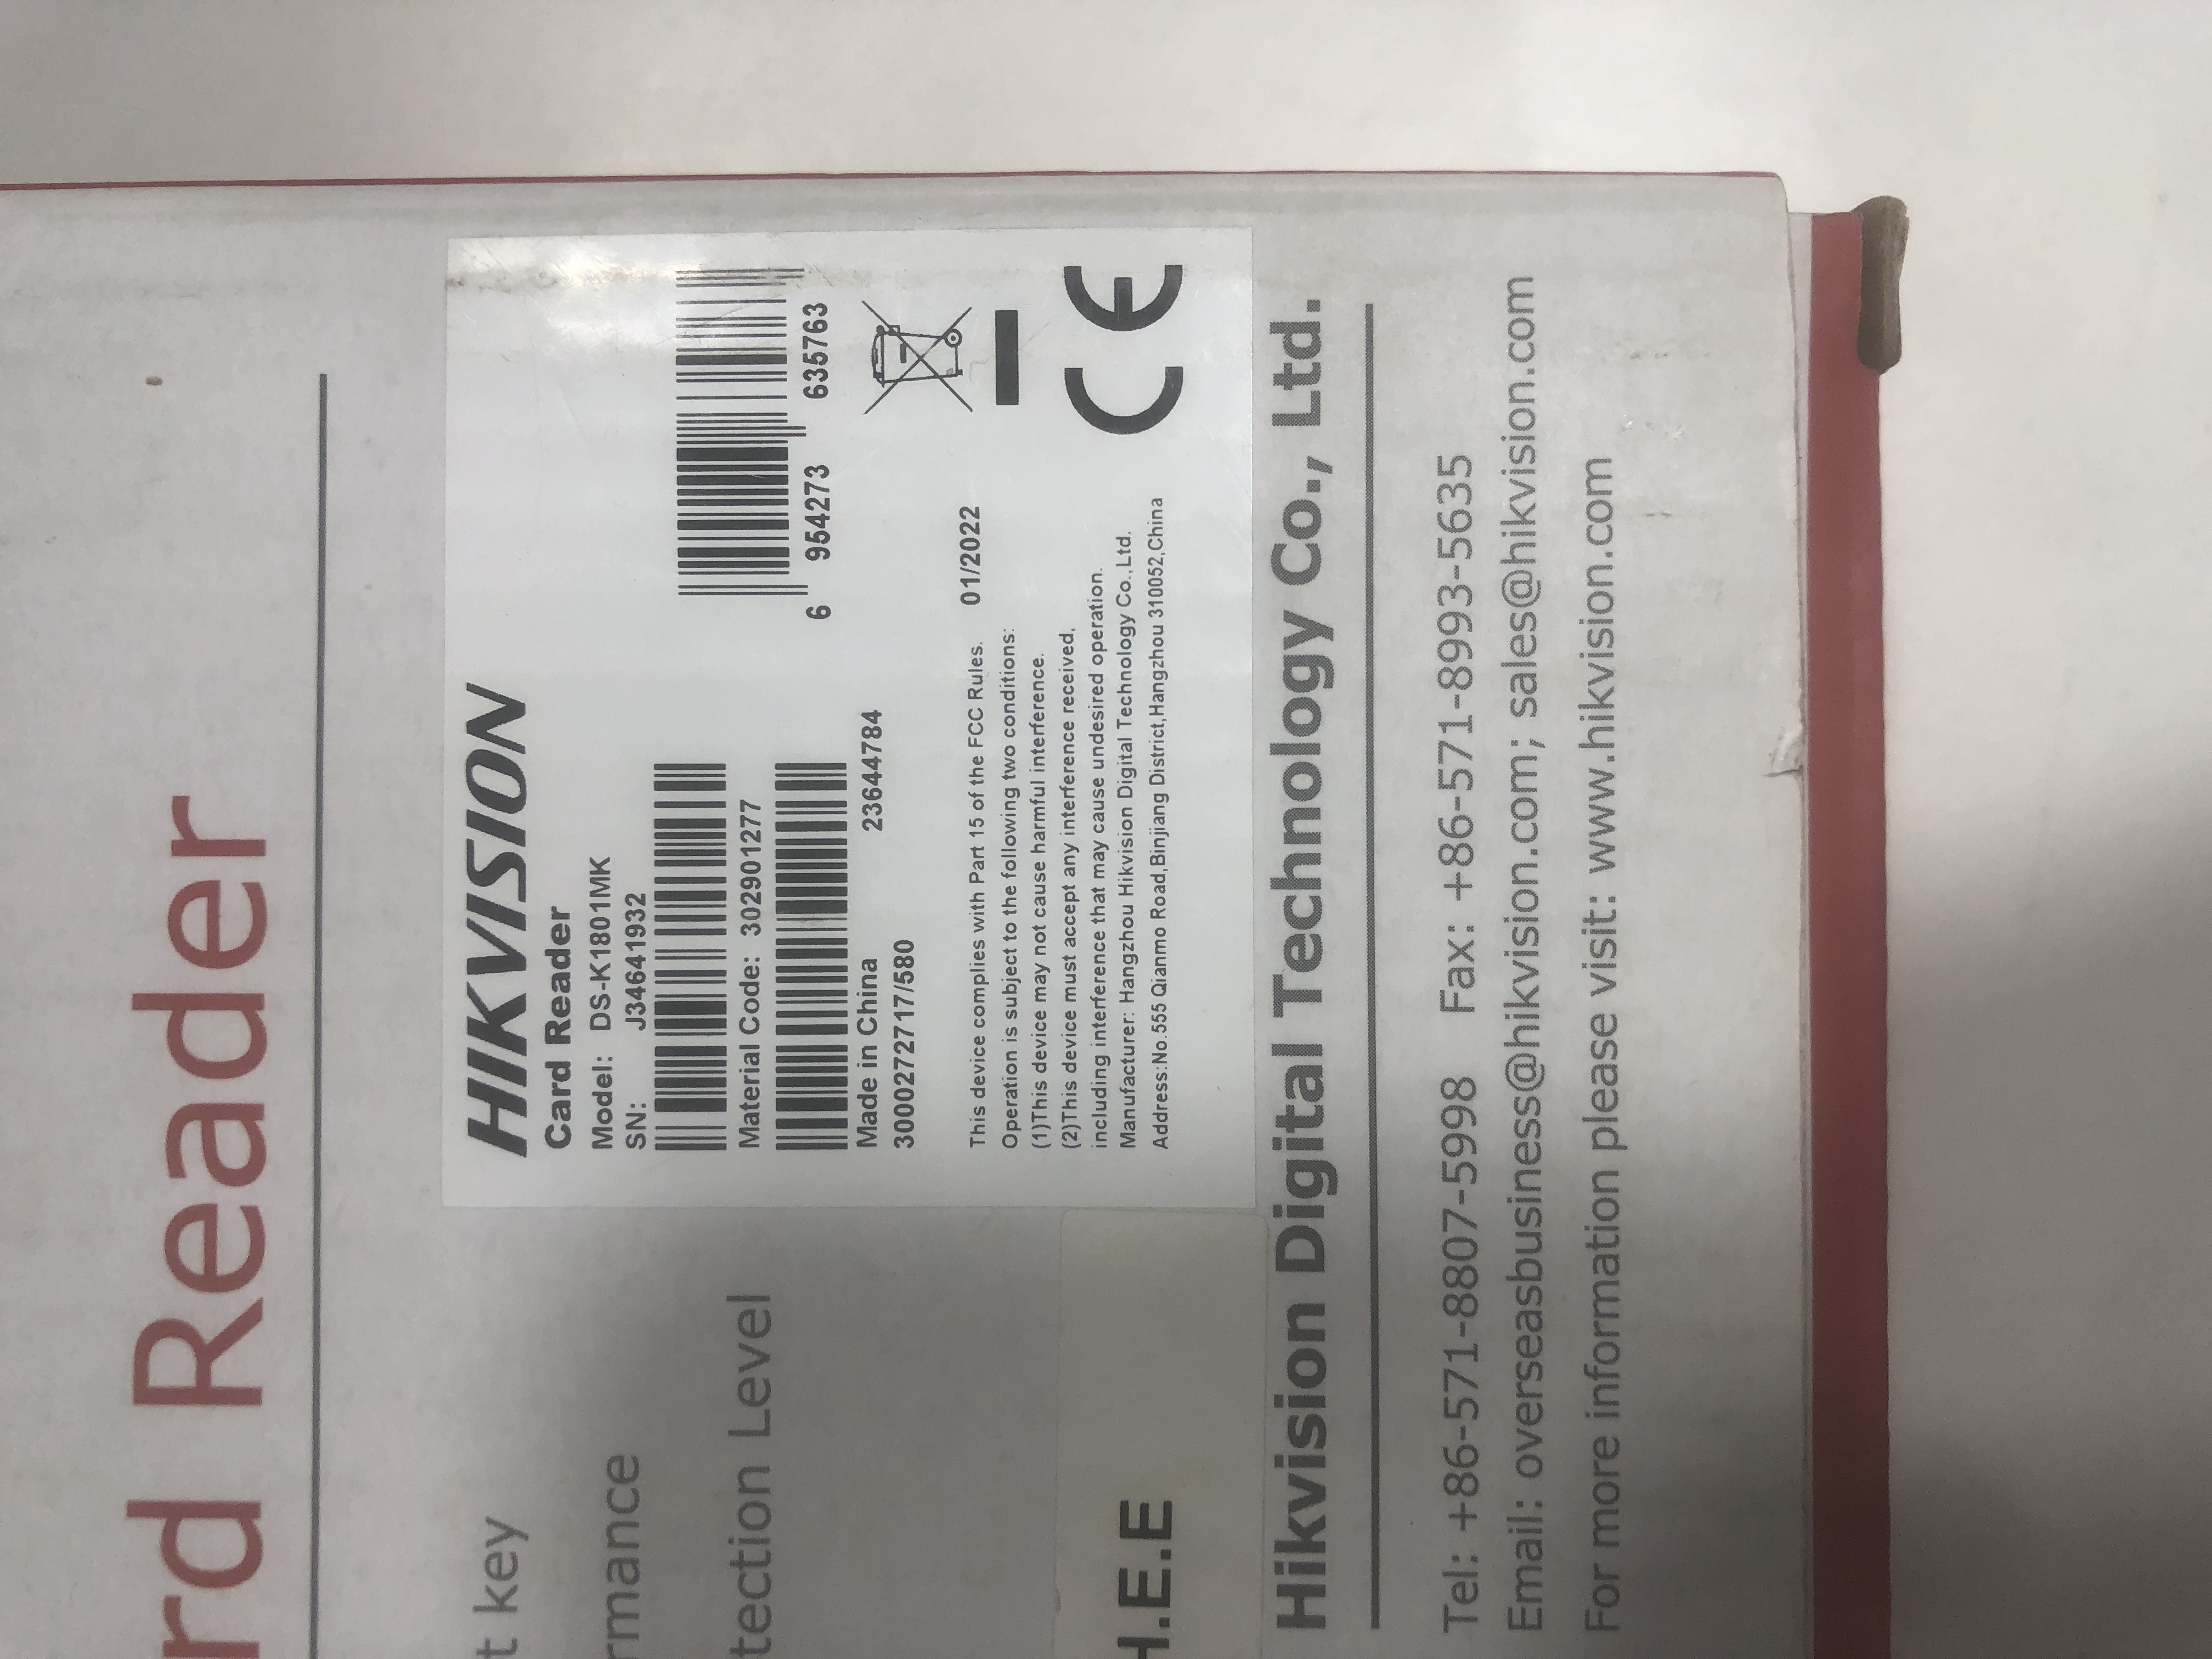 rd Reader
t key
rmance
tection Level
H.E.E
HIKVISION
Card Reader
Model: DS-K1801MK
SN: J34641932
Material Code: 302901277
Made in China 23644784
300027271​7/580
6 954273 635763
This device complies with Part 15 of the FCC Rules. 01/2022
Operation is subject to the following two conditions:
(1)This device may not cause harmful interference.
(2)This device must accept any interference received,
including interference that may cause undesired operation.
Manufacturer: Hangzhou Hikvision Digital Technology Co.,Ltd.
Address:No.555 Qianmo Road,Binjiang District,Hangzhou 310052,China
Hikvision Digital Technology Co., Ltd.
Tel: +86-571-8807-5998 Fax: +86-571-8993-5635
Email: overseasbusiness@hikvision.com; sales@hikvision.com
For more information please visit: www.hikvision.com